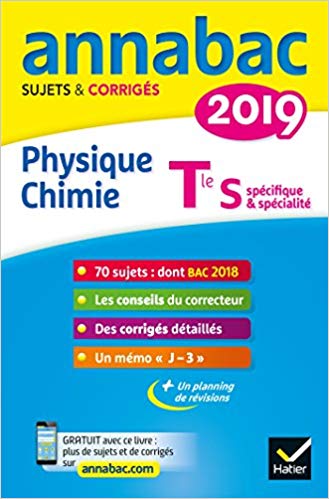 annabac
SUJETS & CORRIGÉS
2019
Physique
Chimie
Tle S spécifique
& spécialité
70 sujets : dont BAC 2018
Les conseils du correcteur
Des corrigés détaillés
Un mémo « J – 3 »
+ Un planning
de révisions
GRATUIT avec ce livre :
plus de sujets et de corrigés
sur annabac.com
Hatier